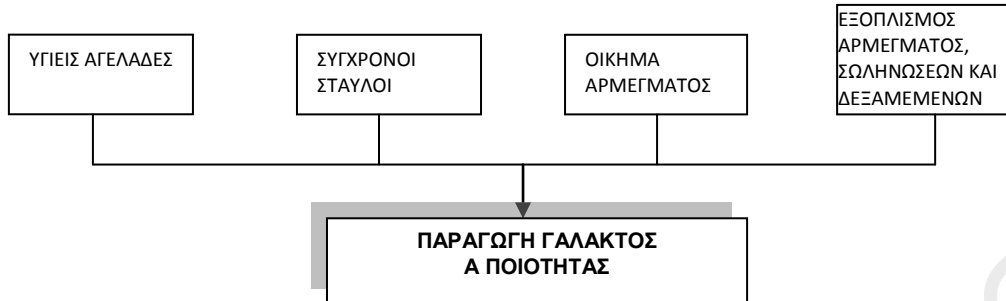 ΥΓΙΕΙΣ ΑΓΕΛΑΔΕΣ
ΣΥΓΧΡΟΝΟΙ
ΣΤΑΥΛΟΙ
ΟΙΚΗΜΑ
ΑΡΜΕΓΜΑΤΟΣ
ΕΞΟΠΛΙΣΜΟΣ
ΑΡΜΕΓΜΑΤΟΣ,
ΣΩΛΗΝΩΣΕΩΝ ΚΑΙ
ΔΕΞΑΜΕΜΕΝΩΝ
ΠΑΡΑΓΩΓΗ ΓΑΛΑΚΤΟΣ
Α ΠΟΙΟΤΗΤΑΣ